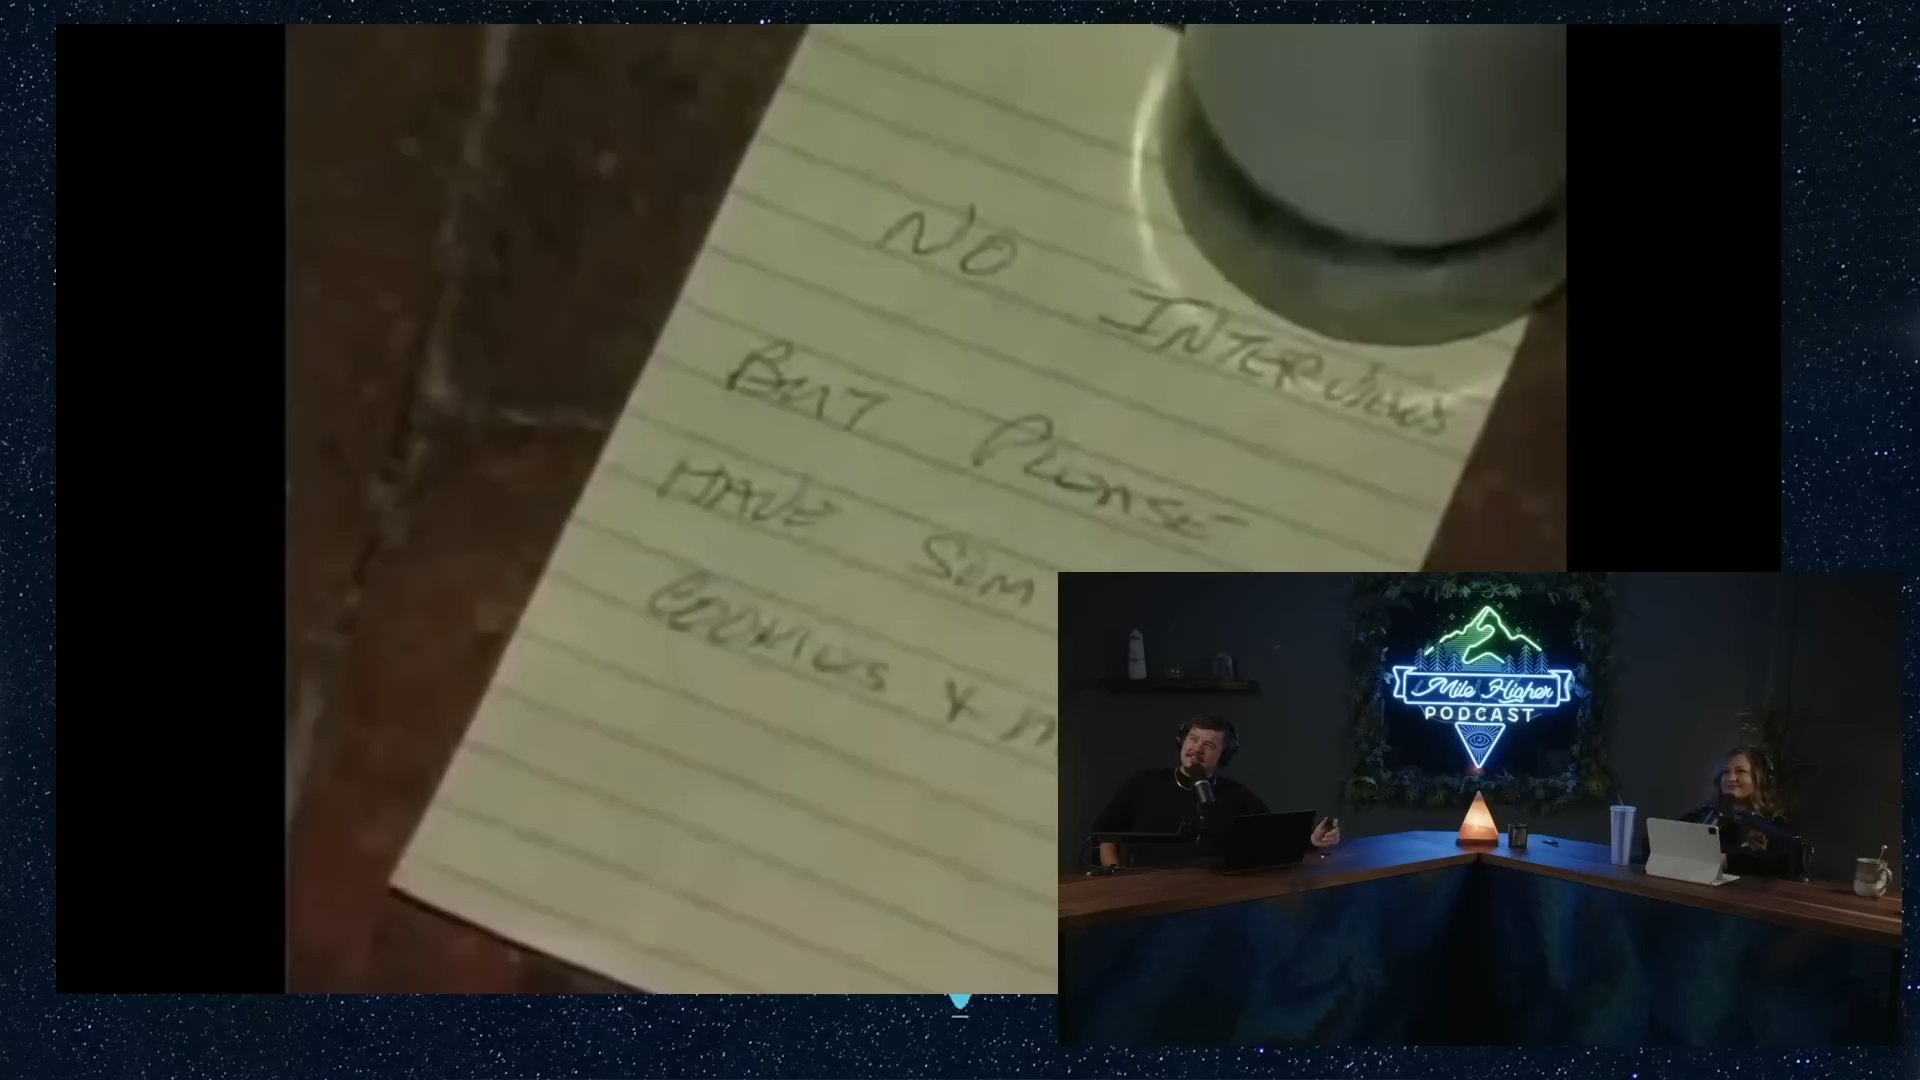 NO INTERVIEWS
BUT PLEASE
HAVE SOM
COOKIES &
Mile Higher
PODCAST